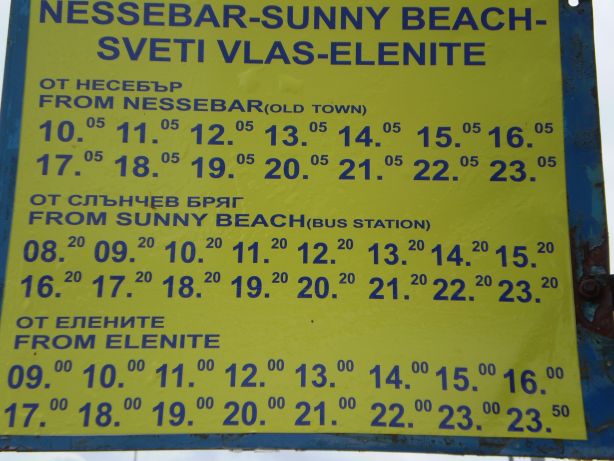 NESSEBAR-SUNNY BEACH-
SVETI VLAS-ELENITE
ОТ НЕСЕБЪР
FROM NESSEBAR(OLD TOWN)
10.05 11.05 12.05 13.05 14.05 15.05 16.05
17.05 18.05 19.05 20.05 21.05 22.05 23.05
ОТ СЛЪНЧЕВ БРЯГ
FROM SUNNY BEACH(BUS STATION)
08.20 09.20 10.20 11.20 12.20 13.20 14.20 15.20
16.20 17.20 18.20 19.20 20.20 21.20 22.20 23.20
ОТ ЕЛЕНИТЕ
FROM ELENITE
09.00 10.00 11.00 12.00 13.00 14.00 15.00 16.00
17.00 18.00 19.00 20.00 21.00 22.00 23.00 23.50